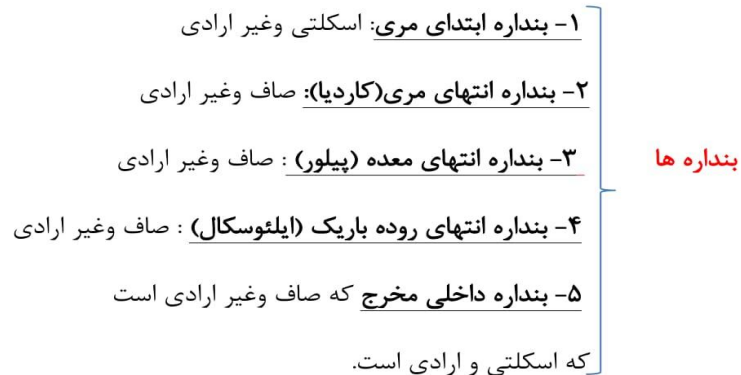 بنداره ها
۱- بنداره ابتدای مری: اسکلتی وغیر ارادی
۲- بنداره انتهای مری(کاردیا): صاف وغیر ارادی
۳- بنداره انتهای معده (پیلور) : صاف وغیر ارادی
۴- بنداره انتهای روده باریک (ایلئوسکال) : صاف وغیر ارادی
۵- بنداره داخلی مخرج که صاف وغیر ارادی است
که اسکلتی و ارادی است.